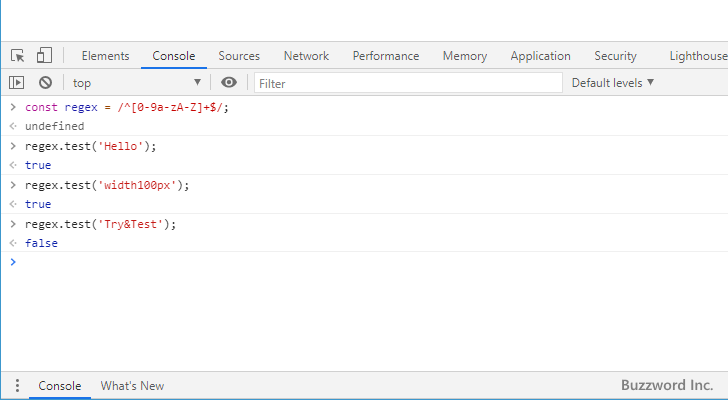 Elements Console Sources Network Performance Memory Application Security Lighthouse
top ▼ Filter Default levels ▼
> const regex = /^[0-9a-zA-Z]+$/;
<· undefined
> regex.test('Hello');
<· true
> regex.test('width100px');
<· true
> regex.test('Try&Test');
<· false
>
Console What's New Buzzword Inc.